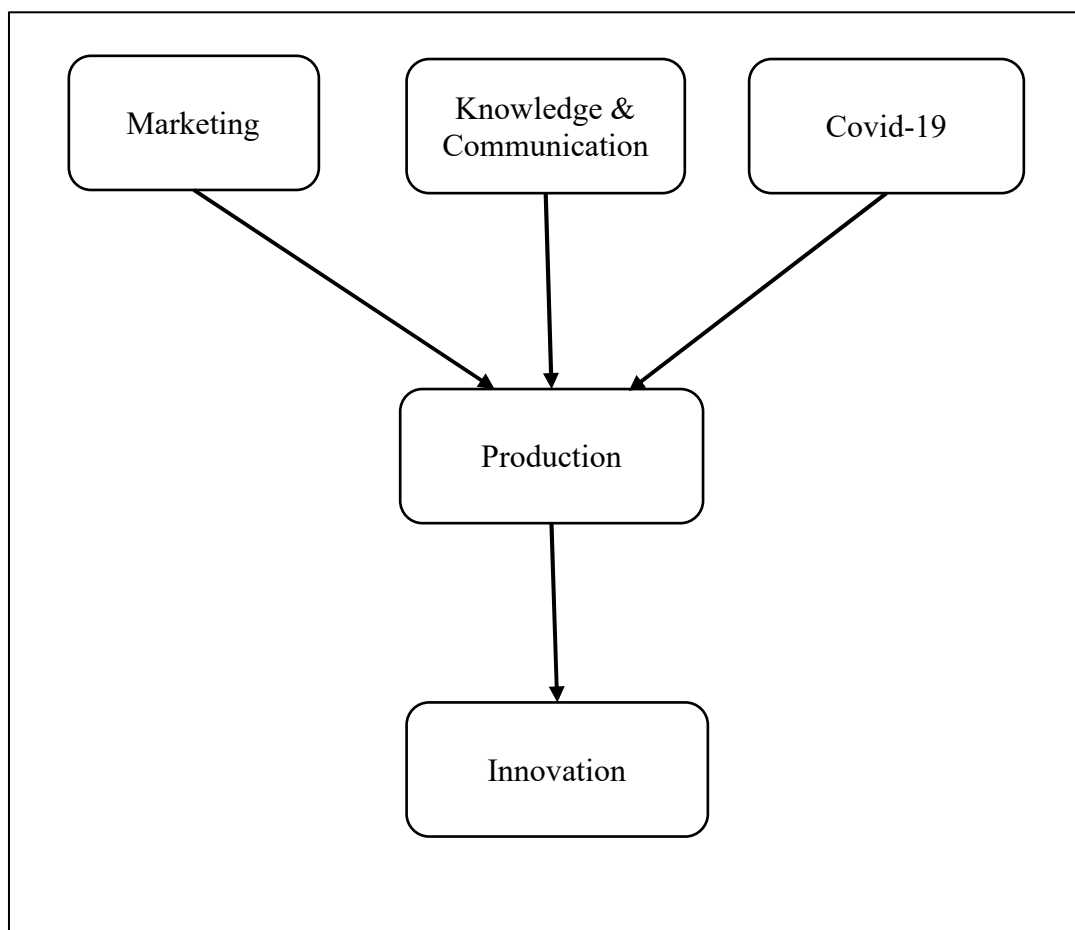 Marketing
Knowledge &
Communication
Covid-19
Production
Innovation